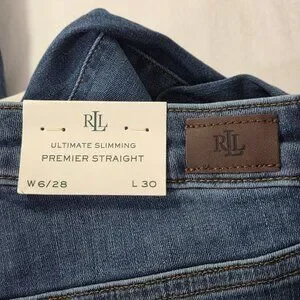 RLL
ULTIMATE SLIMMING
PREMIER STRAIGHT
W 6/28 L 30
RLL